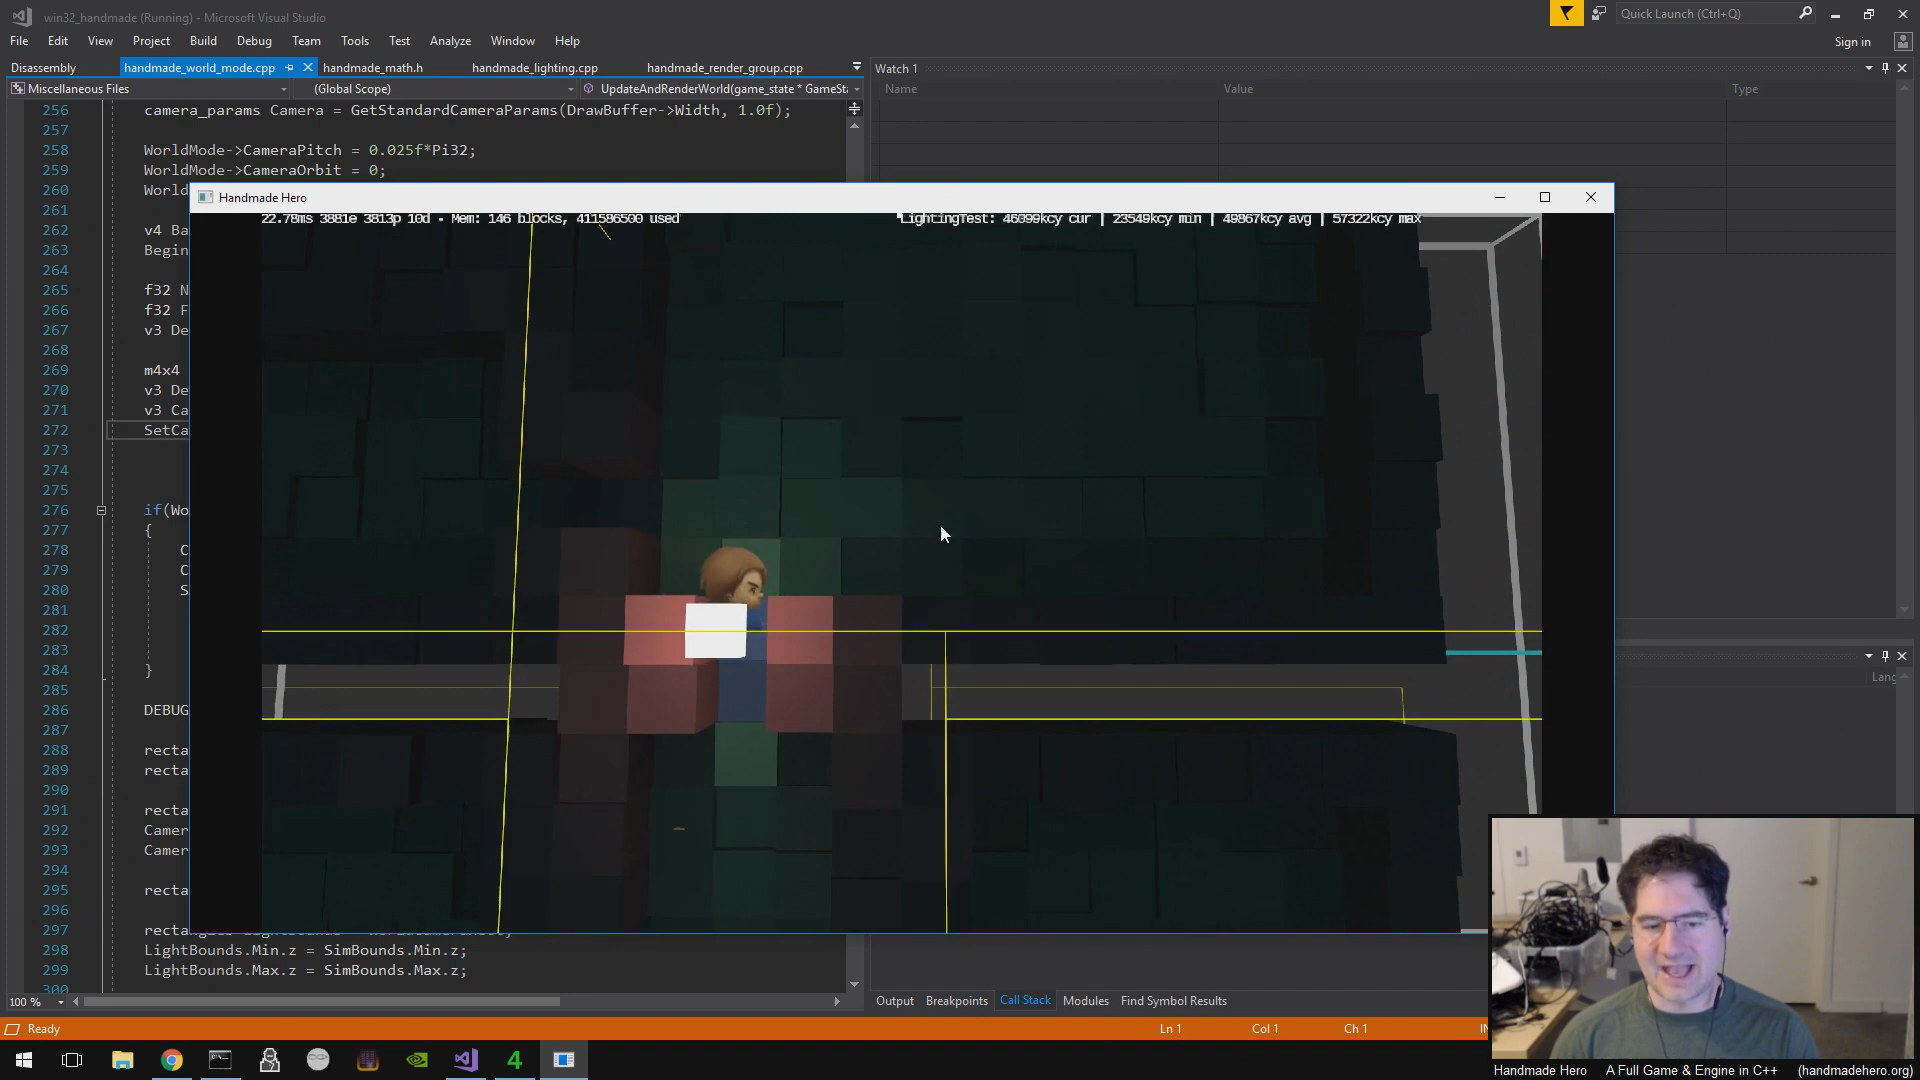 win32_handmade (Running) - Microsoft Visual Studio
Quick Launch (Ctrl+Q)
File Edit View Project Build Debug Team Tools Test Analyze Window Help
Sign in
Disassembly handmade_world_mode.cpp handmade_math.h handmade_lighting.cpp handmade_render_group.cpp
Watch 1
Miscellaneous Files (Global Scope) UpdateAndRenderWorld(game_state * GameSta
Name Value Type
256 camera_params Camera = GetStandardCameraParams(DrawBuffer->Width, 1.0f);
257
258 WorldMode->CameraPitch = 0.025f*Pi32;
259 WorldMode->CameraOrbit = 0;
260 World
Handmade Hero
22.78ms 3881e 3813p 10d - Mem: 146 blocks, 411586500 used
LightingTest: 46099kcy cur | 23549kcy min | 49867kcy avg | 57322kcy max
261
262 v4 Ba
263 Begin
264
265 f32 N
266 f32 F
267 v3 De
268
269 m4x4
270 v3 De
271 v3 Ca
272 SetCa
273
274
275
276 if(Wo
277 {
278 C
279 C
280 S
281
282
283
284 }
285
286 DEBUG
287
288 recta
289 recta
290
291 recta
292 Camer
293 Camer
294
295 recta
296
297
298 LightBounds.Min.z = SimBounds.Min.z;
299 LightBounds.Max.z = SimBounds.Max.z;
300
Lang
100 %
Output Breakpoints Call Stack Modules Find Symbol Results
Ready
Ln 1 Col 1 Ch 1
4
Handmade Hero A Full Game & Engine in C++ (handmadehero.org)